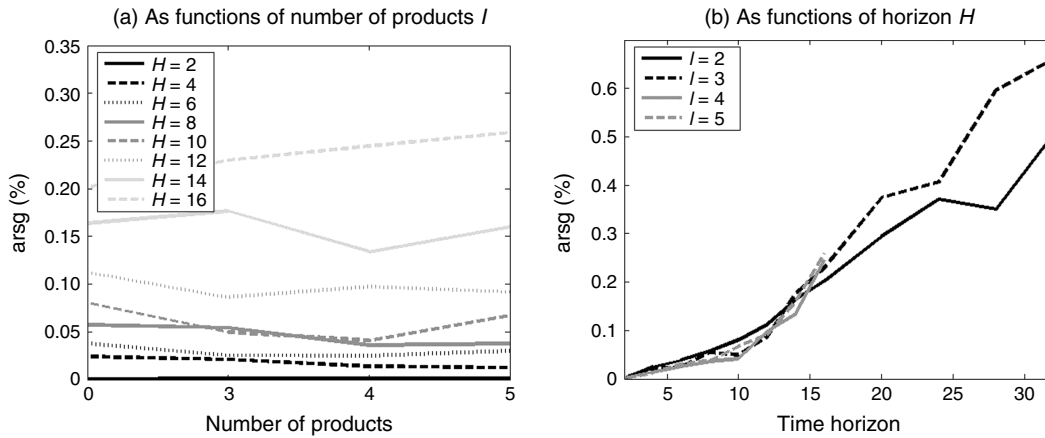 (a) As functions of number of products I
0.35
0.30
0.25
0.20
0.15
0.10
0.05
0
arsg (%)
H = 2
H = 4
H = 6
H = 8
H = 10
H = 12
H = 14
H = 16
0 3 4 5
Number of products
(b) As functions of horizon H
0.6
0.5
0.4
0.3
0.2
0.1
0
arsg (%)
I = 2
I = 3
I = 4
I = 5
5 10 15 20 25 30
Time horizon